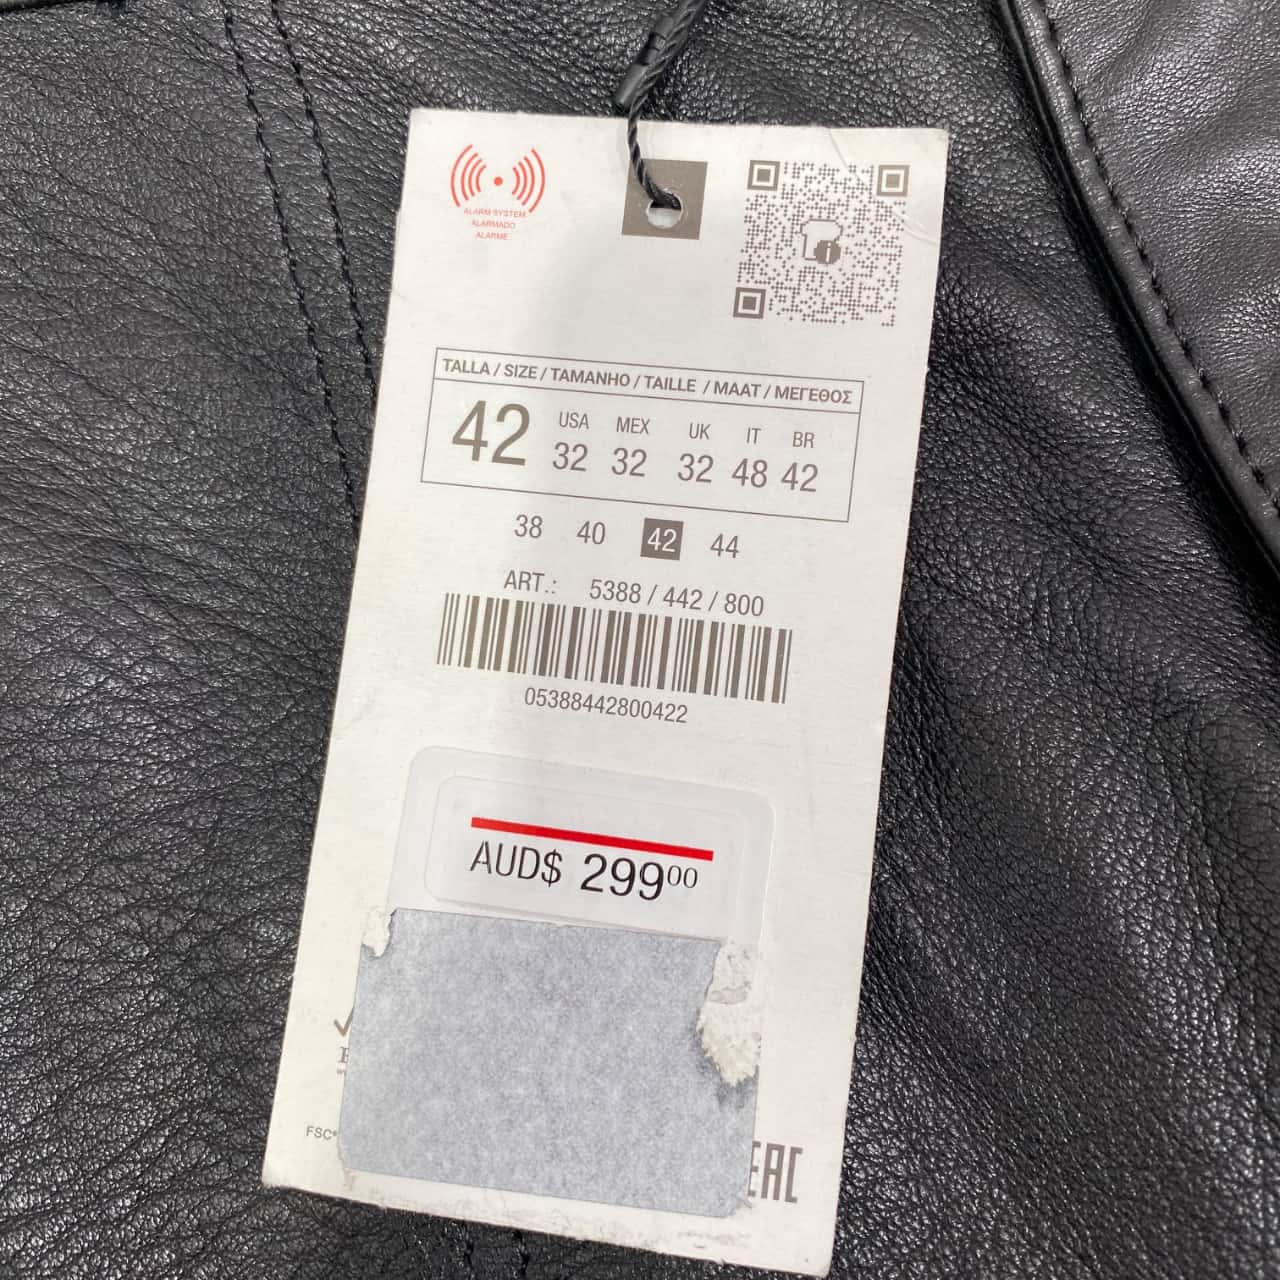 ALARM SYSTEM
ALARMADO
ALARME
TALLA / SIZE / TAMANHO / TAILLE / MAAT / ΜΕΓΕΘΟΣ
42
USA MEX UK IT BR
32 32 32 48 42
38 40 42 44
ART.: 5388 / 442 / 800
05388442800422
AUD$ 299⁰⁰
FSC®
EAC